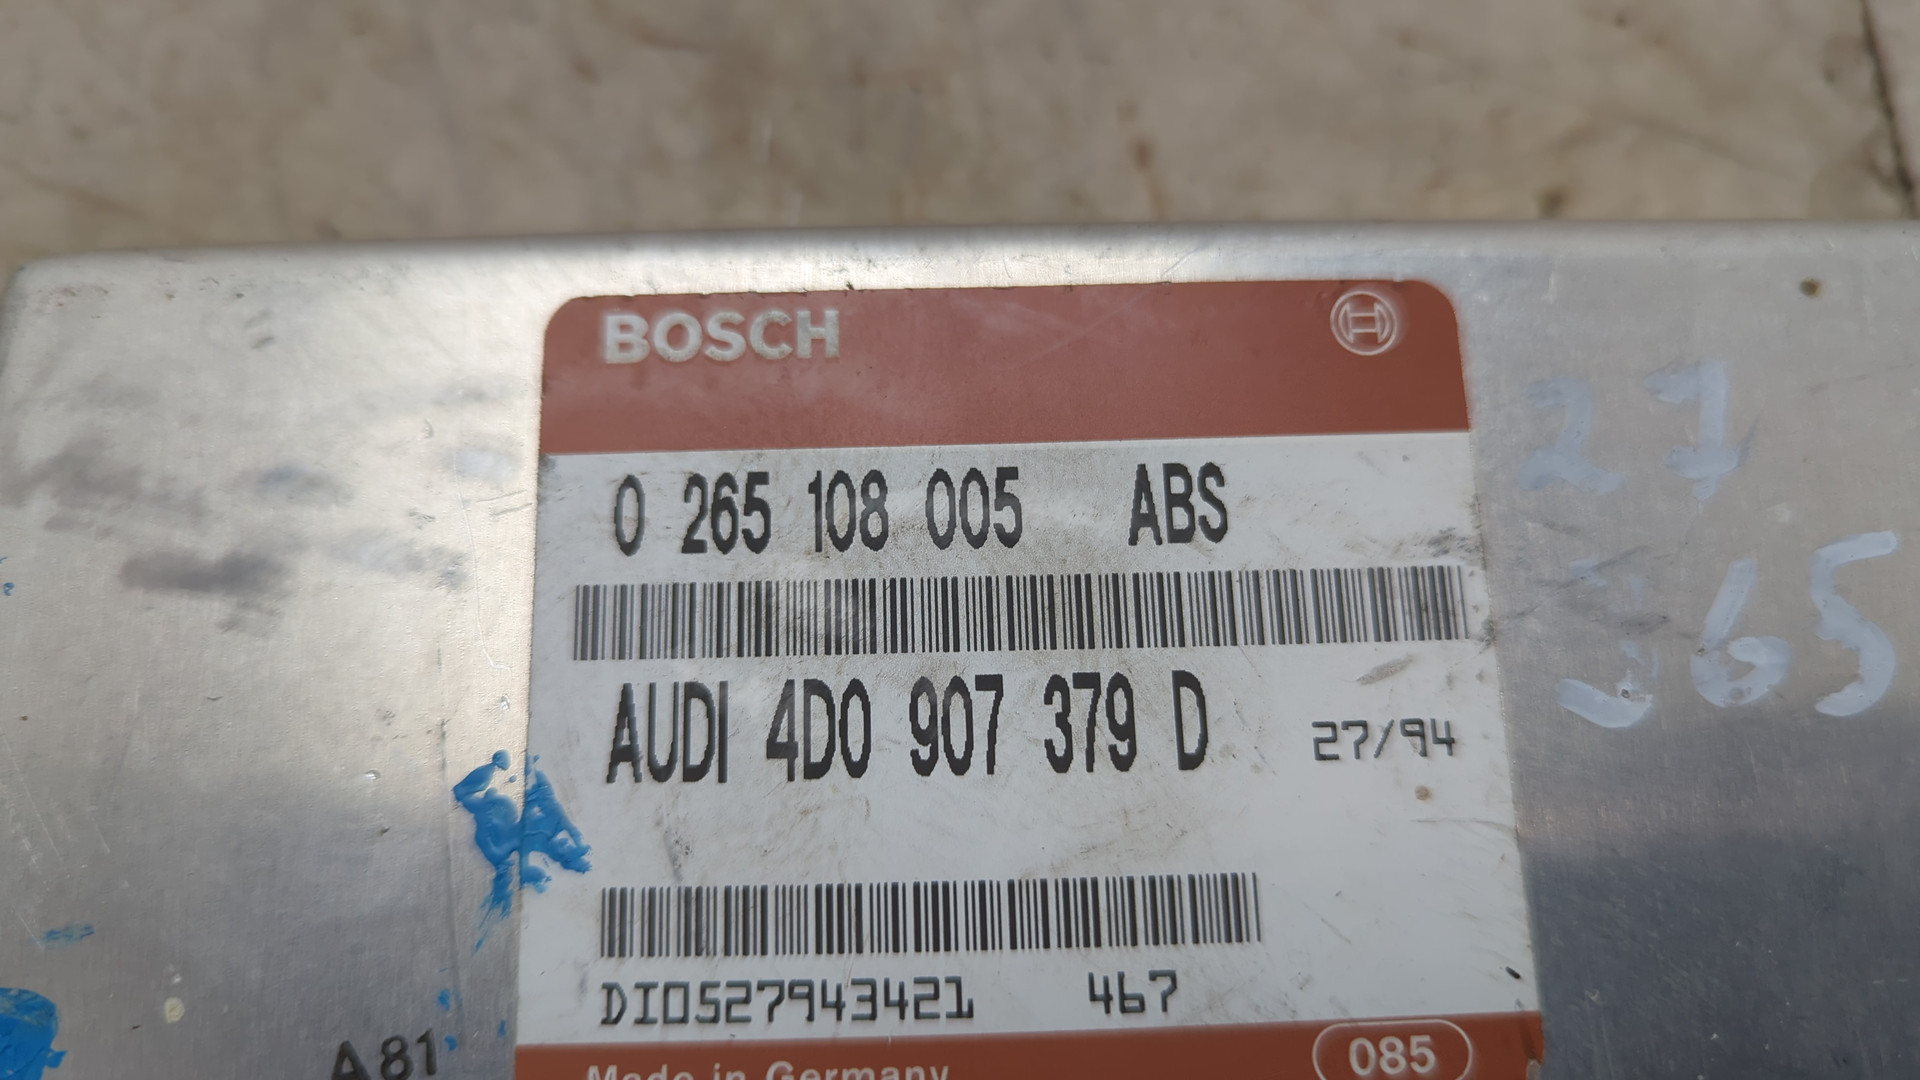 BOSCH
0 265 108 005 ABS
27
365
AUDI 4D0 907 379 D 27/94
DI0527943421 467
A81
Made in Germany 085